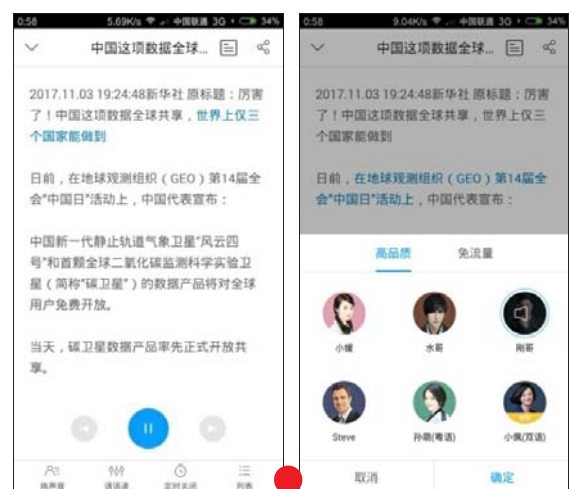 0:58 5.69K/s 中国联通 3G 34%
中国这项数据全球...
2017.11.03 19:24:48新华社 原标题：厉害
了！中国这项数据全球共享，世界上仅三
个国家能做到
日前，在地球观测组织（GEO）第14届全
会“中国日”活动上，中国代表宣布：
中国新一代静止轨道气象卫星“风云四
号”和首颗全球二氧化碳监测科学实验卫
星（简称“碳卫星”）的数据产品将对全球
用户免费开放。
当天，碳卫星数据产品率先正式开放共
享。
换声音 调语速 定时关闭 列表
0:58 9.04K/s 中国联通 3G 34%
中国这项数据全球...
2017.11.03 19:24:48新华社 原标题：厉害
了！中国这项数据全球共享，世界上仅三
个国家能做到
日前，在地球观测组织（GEO）第14届全
会“中国日”活动上，中国代表宣布：
高品质 免流量
小媛 水哥 刚哥
Steve 孙萌(粤语) 小佩(双语)
取消 确定